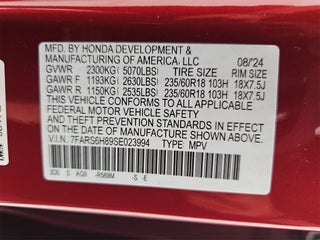 MFD. BY HONDA DEVELOPMENT &
MANUFACTURING OF AMERICA, LLC 08/'24
GVWR 2300KG (5070LBS) TIRE SIZE RIM SIZE
GAWR F 1193KG (2630LBS) 235/60R18 103H 18X7.5J
GAWR R 1150KG (2535LBS) 235/60R18 103H 18X7.5J
THIS VEHICLE CONFORMS TO ALL APPLICABLE
FEDERAL MOTOR VEHICLE SAFETY
AND THEFT PREVENTION STANDARDS IN EFFECT ON
THE DATE OF MANUFACTURE SHOWN ABOVE.
V.I.N. 7FARS6H89SE023994 TYPE: MPV
3D0 S AQ9 -R569M -S -E